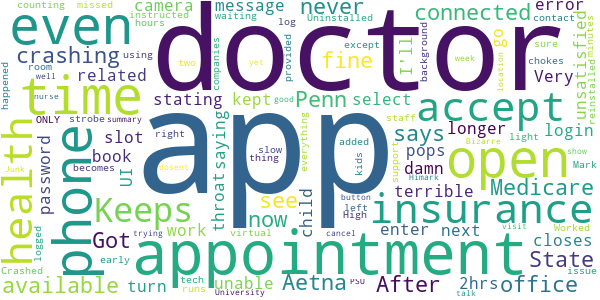 counting missed camera message never connected error
instructed waiting Uninstalled log
hours contact
even crashing doctor
using companies except fine I'll background go sure chokes
happened
room provided two yet week minutes
well related stating Penn select location reinstalled unsatisfied
nurse kept staff Very
time app accept
ONLY strobe summary
health password phone slot right throat saying good everything added kids says longer light login
slow thing pops
book becomes UI damn Bizarre show
dosent support terrible Medicare Mark
open
Junk Keeps now see child button Himark
Got left High insurance
logged work enter next closes State
trying virtual cancel visit Worked
appointment
Crashed available early turn tech unable Aetna After 2hrs office issue
runs University PSU talk